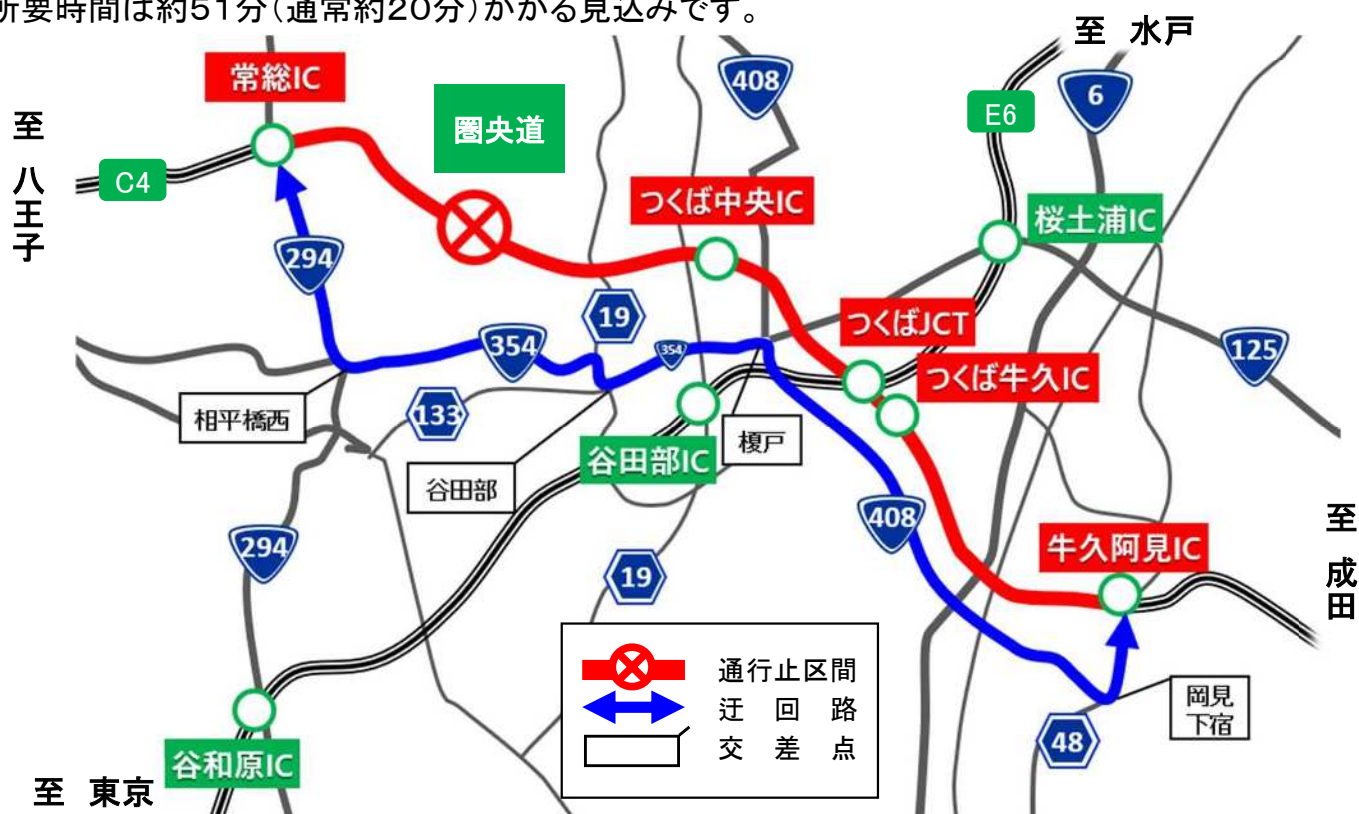 所要時間は約51分(通常約20分)かかる見込みです。
至 水戸
常総IC
408
6
至 八王子
圏央道
E6
C4
つくば中央IC
桜土浦IC
294
19
つくばJCT
354
354
125
つくば牛久IC
133
相平橋西
榎戸
谷田部IC
谷田部
408
至 成田
294
牛久阿見IC
19
通行止区間
迂回路
交差点
岡見
下宿
48
谷和原IC
至 東京